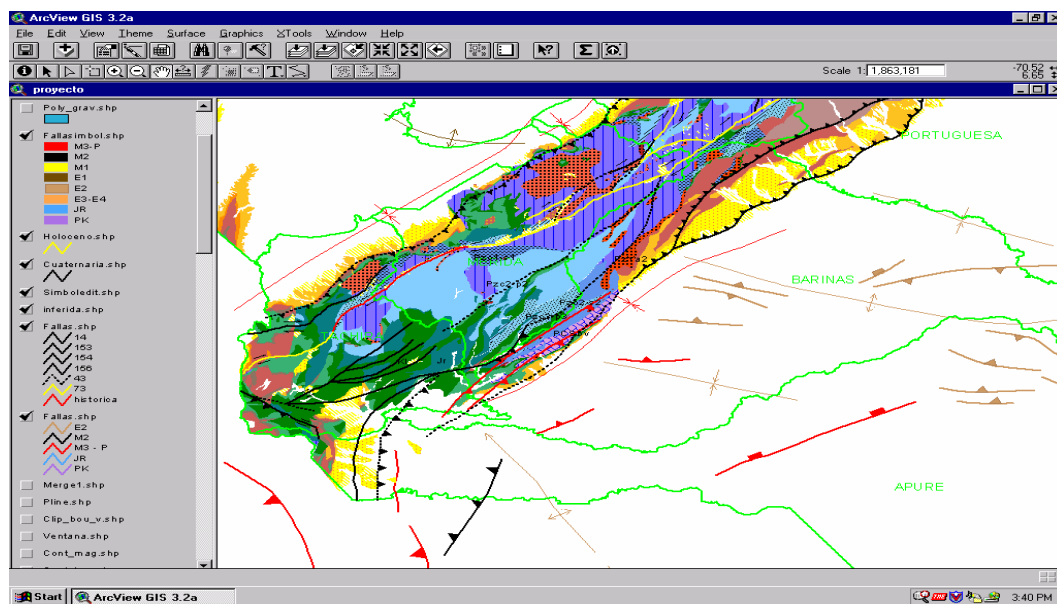 ArcView GIS 3.2a
File Edit View Theme Surface Graphics XTools Window Help
Scale 1: 1,863,181
-70.52
6.65
proyecto
Poly_grav.shp
Fallasimbol.shp
M3-P
M2
M1
E1
E2
E3-E4
JR
PK
Holoceno.shp
Cuaternaria.shp
Simboledit.shp
inferida.shp
Fallas.shp
14
153
154
156
43
73
historica
Fallas.shp
E2
M2
M3 - P
JR
PK
Merge1.shp
Pline.shp
Clip_bou_v.shp
Ventana.shp
Cont_mag.shp
PORTUGUESA
BARINAS
Pzc2-p2
Jr
APURE
Start
ArcView GIS 3.2a
3:40 PM